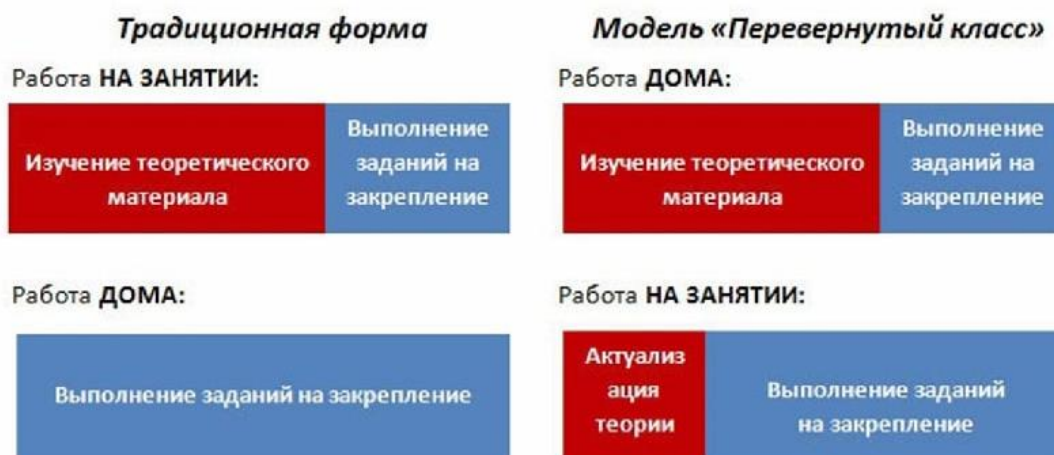 Традиционная форма
Работа НА ЗАНЯТИИ:
Изучение теоретического
материала
Выполнение
заданий на
закрепление
Работа ДОМА:
Выполнение заданий на закрепление
Модель «Перевернутый класс»
Работа ДОМА:
Изучение теоретического
материала
Выполнение
заданий на
закрепление
Работа НА ЗАНЯТИИ:
Актуализ
ация
теории
Выполнение заданий
на закрепление